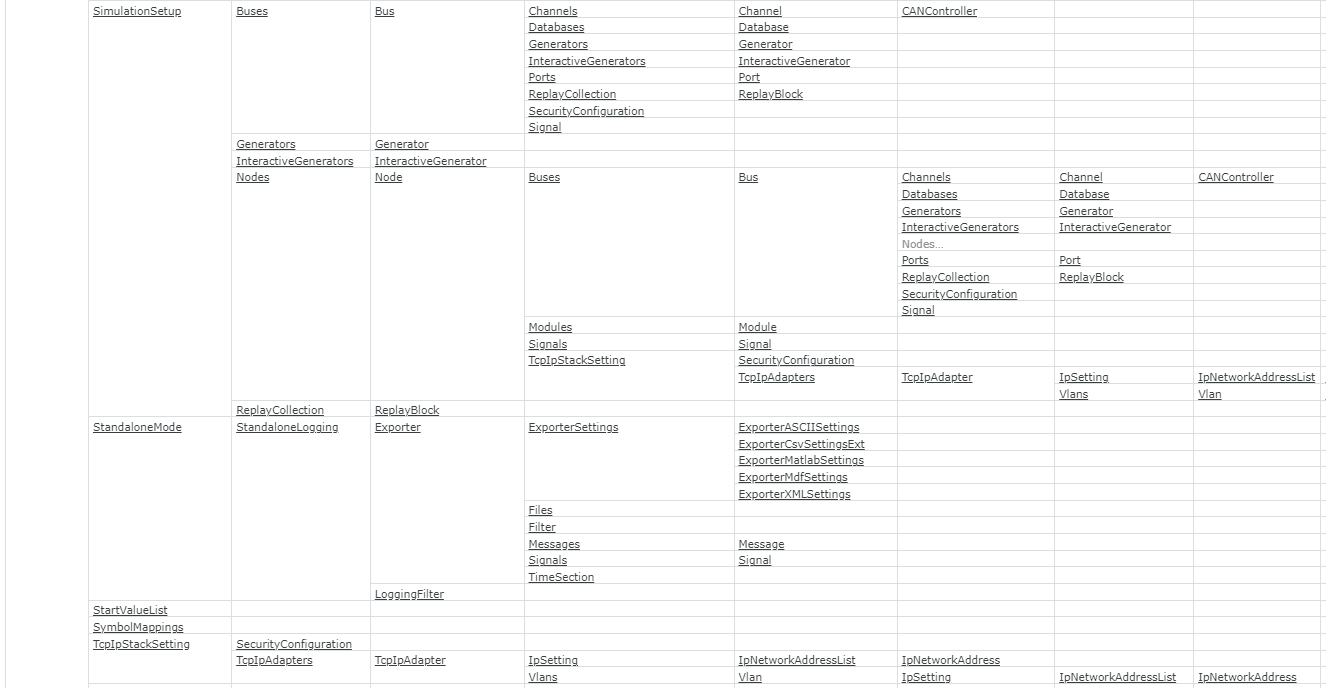 SimulationSetup Buses Bus Channels Channel CANController
Databases Database
Generators Generator
InteractiveGenerators InteractiveGenerator
Ports Port
ReplayCollection ReplayBlock
SecurityConfiguration
Signal
Generators Generator
InteractiveGenerators InteractiveGenerator
Nodes Node Buses Bus Channels Channel CANController
Databases Database
Generators Generator
InteractiveGenerators InteractiveGenerator
Nodes...
Ports Port
ReplayCollection ReplayBlock
SecurityConfiguration
Signal
Modules Module
Signals Signal
TcpIpStackSetting SecurityConfiguration
TcpIpAdapters TcpIpAdapter IpSetting IpNetworkAddressList
Vlans Vlan
ReplayCollection ReplayBlock
StandaloneMode StandaloneLogging Exporter ExporterSettings ExporterASCIISettings
ExporterCsvSettingsExt
ExporterMatlabSettings
ExporterMdfSettings
ExporterXMLSettings
Files
Filter
Messages Message
Signals Signal
TimeSection
LoggingFilter
StartValueList
SymbolMappings
TcpIpStackSetting SecurityConfiguration
TcpIpAdapters TcpIpAdapter IpSetting IpNetworkAddressList IpNetworkAddress
Vlans Vlan IpSetting IpNetworkAddressList IpNetworkAddress